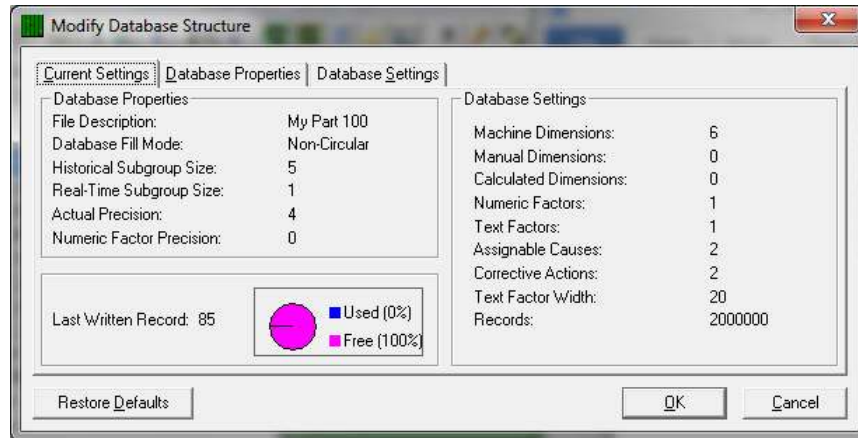 Modify Database Structure
Current Settings Database Properties Database Settings
Database Properties
File Description: My Part 100
Database Fill Mode: Non-Circular
Historical Subgroup Size: 5
Real-Time Subgroup Size: 1
Actual Precision: 4
Numeric Factor Precision: 0
Last Written Record: 85
Used (0%)
Free (100%)
Database Settings
Machine Dimensions: 6
Manual Dimensions: 0
Calculated Dimensions: 0
Numeric Factors: 1
Text Factors: 1
Assignable Causes: 2
Corrective Actions: 2
Text Factor Width: 20
Records: 2000000
Restore Defaults OK Cancel